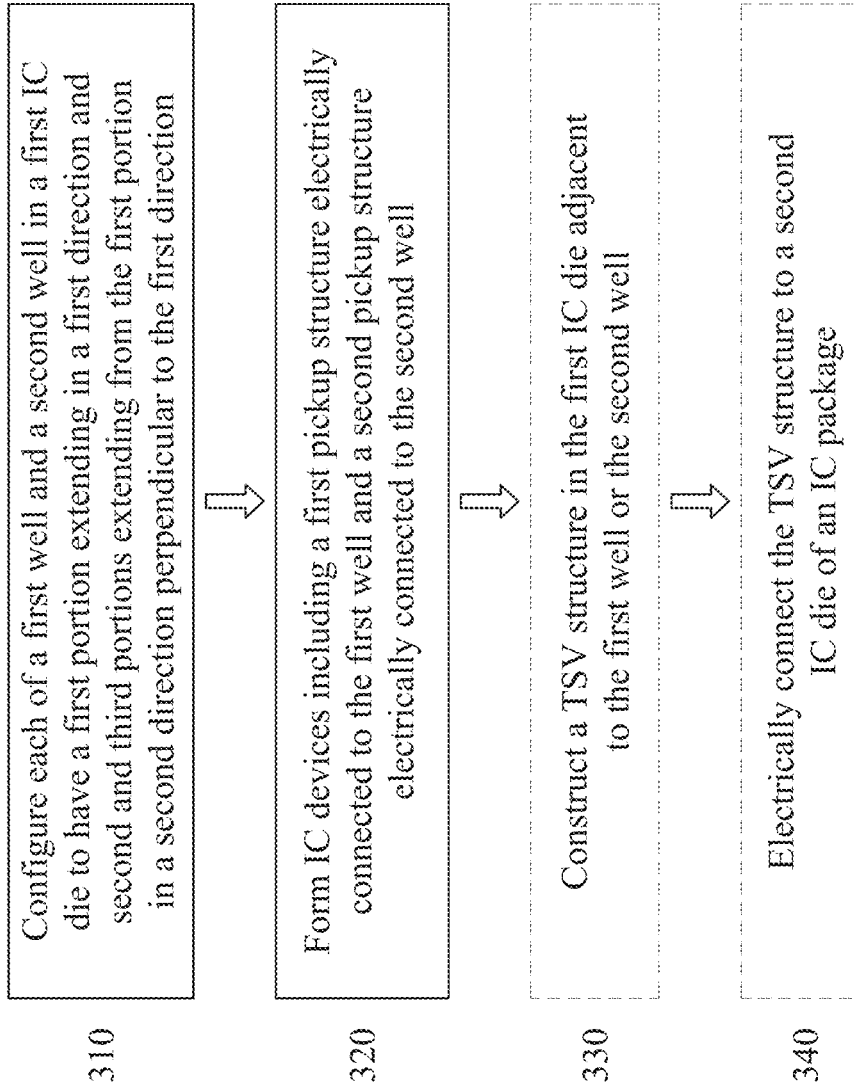 310
Configure each of a first well and a second well in a first IC
die to have a first portion extending in a first direction and
second and third portions extending from the first portion
in a second direction perpendicular to the first direction
320
Form IC devices including a first pickup structure electrically
connected to the first well and a second pickup structure
electrically connected to the second well
330
Construct a TSV structure in the first IC die adjacent
to the first well or the second well
340
Electrically connect the TSV structure to a second
IC die of an IC package